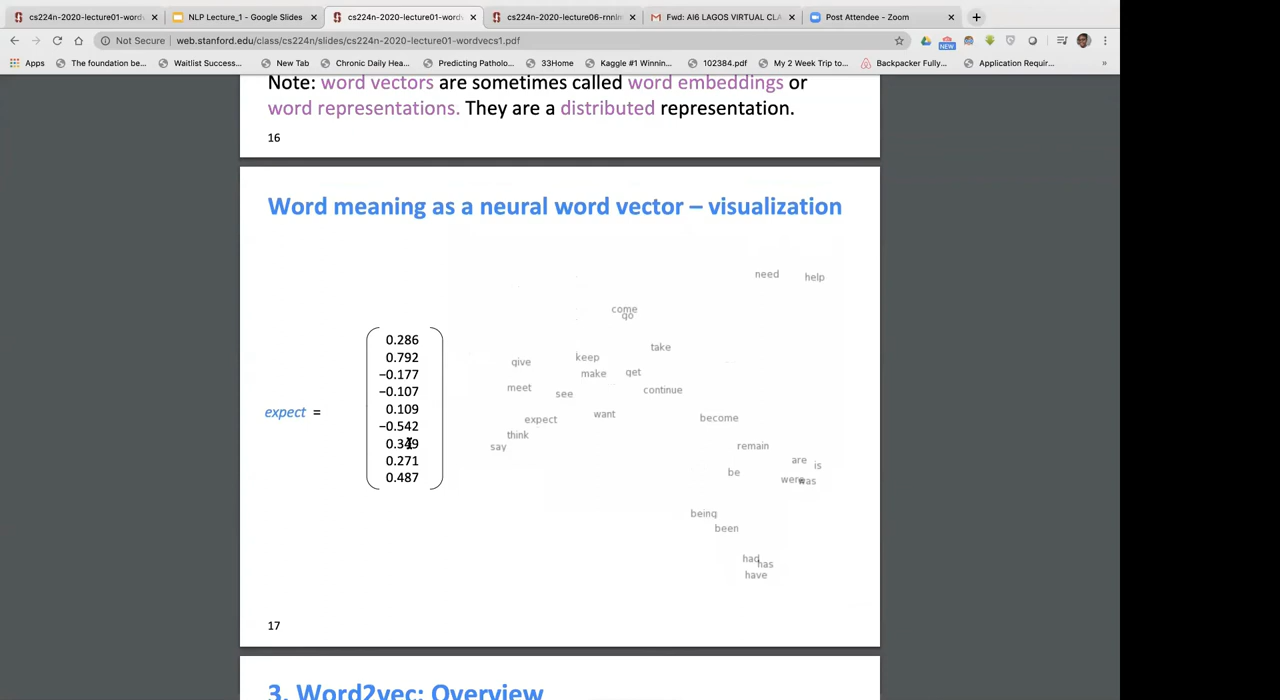 cs224n-2020-lecture01-word
NLP Lecture_1 - Google Slides
cs224n-2020-lecture01-word
cs224n-2020-lecture06-rnnlm
Fwd: AI6 LAGOS VIRTUAL CLA
Post Attendee - Zoom
Not Secure | web.stanford.edu/class/cs224n/slides/cs224n-2020-lecture01-wordvecs1.pdf
NEW
Apps
The foundation be...
Waitlist Success...
New Tab
Chronic Daily Hea...
Predicting Patholo...
33Home
Kaggle #1 Winnin...
102384.pdf
My 2 Week Trip to...
Backpacker Fully...
Application Requir...
»
Note: word vectors are sometimes called word embeddings or
word representations. They are a distributed representation.
16
Word meaning as a neural word vector – visualization
expect =
0.286
0.792
−0.177
−0.107
0.109
−0.542
0.349
0.271
0.487
need
help
come
go
take
give
keep
make
get
meet
see
continue
expect
want
become
think
say
remain
are
is
be
were
was
being
been
had
has
have
17
3. Word2vec: Overview